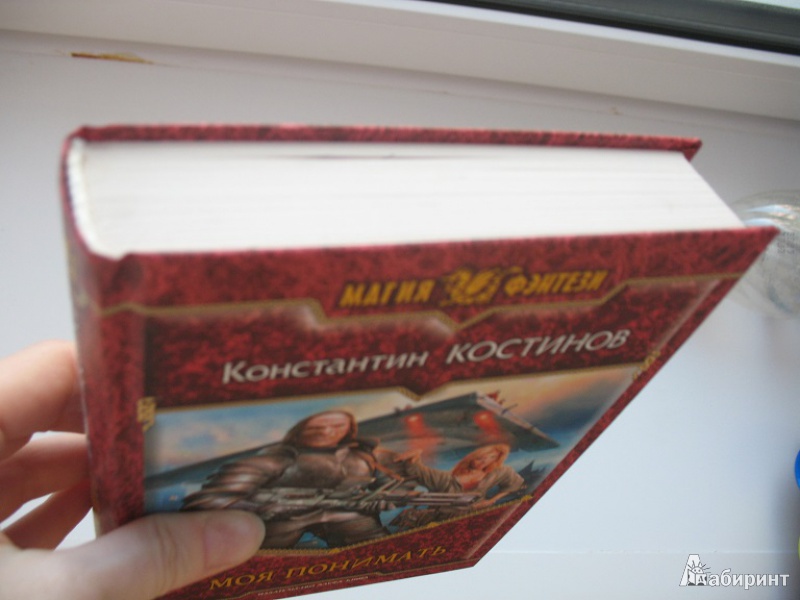 МАГИЯ ФЭНТЕЗИ
Константин КОСТИНОВ
МОЯ ПОНИМАТЬ
Лабиринт